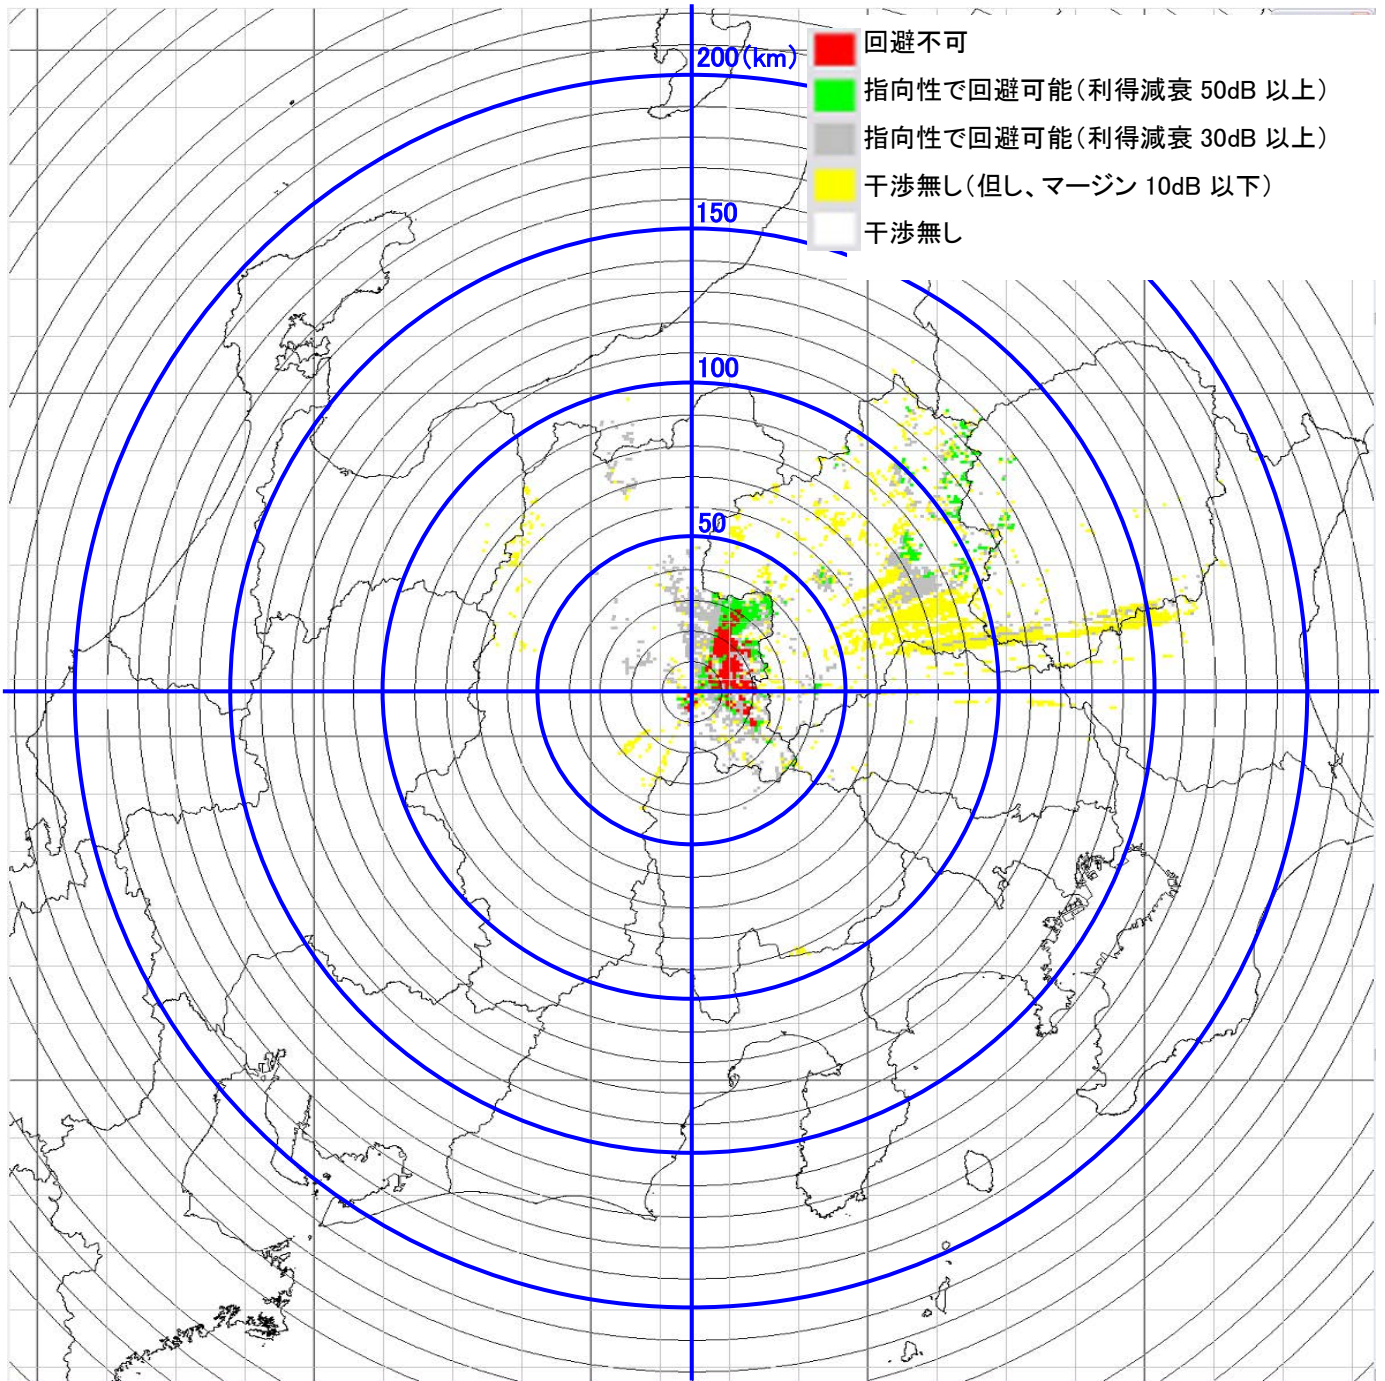 200(km)
150
100
50
回避不可
指向性で回避可能(利得減衰 50dB 以上)
指向性で回避可能(利得減衰 30dB 以上)
干渉無し(但し、マージン 10dB 以下)
干渉無し